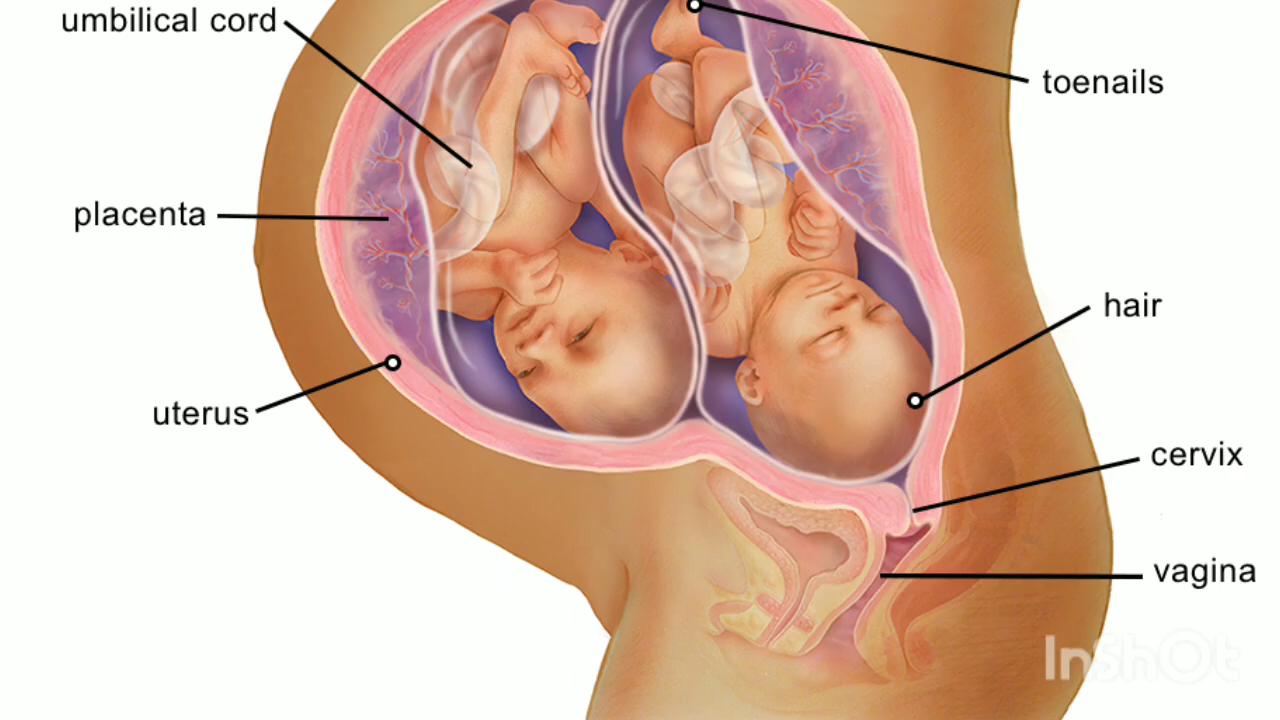 umbilical cord
toenails
placenta
hair
uterus
cervix
vagina
InShOt